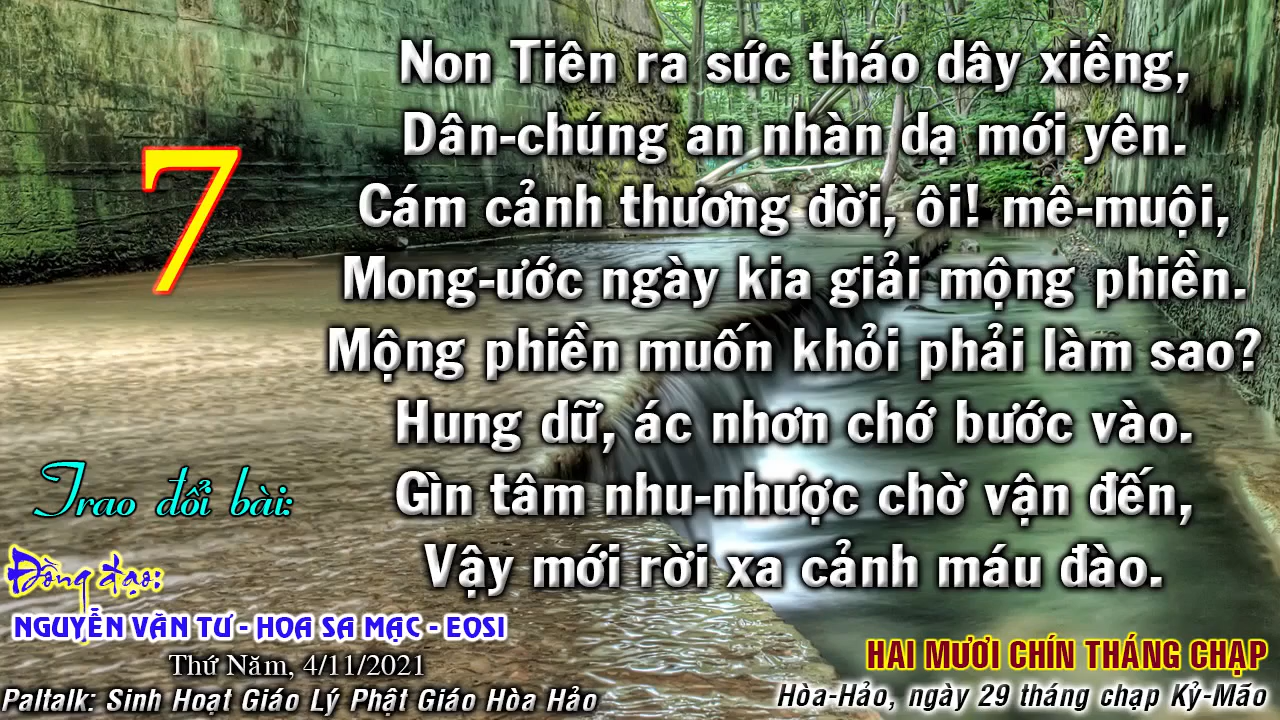 7
Non Tiên ra sức tháo dây xiềng,
Dân-chúng an nhàn dạ mới yên.
Cám cảnh thương đời, ôi! mê-muội,
Mong-ước ngày kia giải mộng phiền.
Mộng phiền muốn khỏi phải làm sao?
Hung dữ, ác nhơn chớ bước vào.
Gìn tâm nhu-nhược chờ vận đến,
Vậy mới rời xa cảnh máu đào.
Trao đổi bài:
Đồng đạo:
NGUYỄN VĂN TƯ - HOA SA MẠC - EOSI
Thứ Năm, 4/11/2021
Paltalk: Sinh Hoạt Giáo Lý Phật Giáo Hòa Hảo
HAI MƯƠI CHÍN THÁNG CHẠP
Hòa-Hảo, ngày 29 tháng chạp Kỷ-Mão